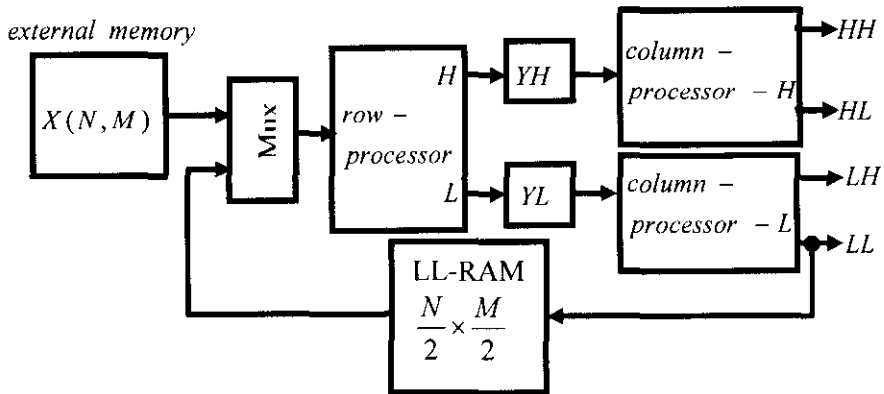 external memory
X(N,M)
Mux
row -
processor
H
L
YH
YL
column -
processor - H
column -
processor - L
HH
HL
LH
LL
LL-RAM
N/2 × M/2